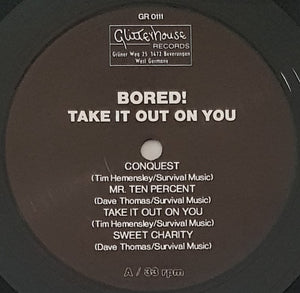 GR 0111
Glitterhouse
RECORDS
Grüner Weg 25 3472 Beverungen
West Germany
BORED!
TAKE IT OUT ON YOU
CONQUEST
(Tim Hemensley/Survival Music)
MR. TEN PERCENT
(Dave Thomas/Survival Music)
TAKE IT OUT ON YOU
(Tim Hemensley/Survival Music)
SWEET CHARITY
(Dave Thomas/Survival Music)
A / 33 rpm